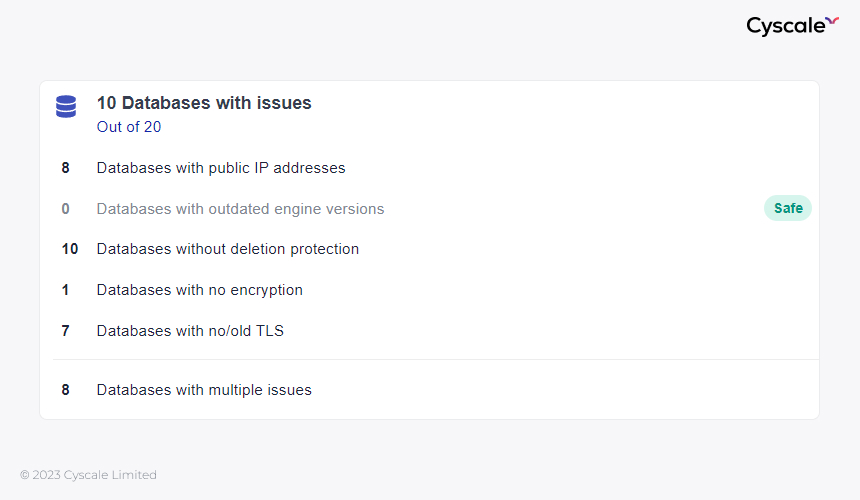 Cyscale
10 Databases with issues
Out of 20
8 Databases with public IP addresses
0 Databases with outdated engine versions Safe
10 Databases without deletion protection
1 Databases with no encryption
7 Databases with no/old TLS
8 Databases with multiple issues
© 2023 Cyscale Limited